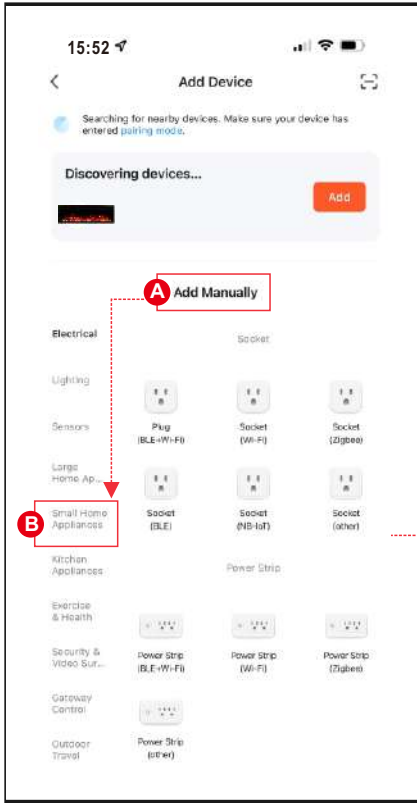 15:52
Add Device
Searching for nearby devices. Make sure your device has
entered pairing mode.
Discovering devices...
Add
A
Add Manually
Electrical
Socket
Lighting
Plug
(BLE+Wi-Fi)
Socket
(Wi-Fi)
Socket
(Zigbee)
Sensors
Large
Home Ap...
B
Small Home
Appliances
Socket
(BLE)
Socket
(NB-IoT)
Socket
(other)
Kitchen
Appliances
Power Strip
Exercise
& Health
Security &
Video Sur...
Power Strip
(BLE+Wi-Fi)
Power Strip
(Wi-Fi)
Power Strip
(Zigbee)
Gateway
Control
Outdoor
Travel
Power Strip
(other)